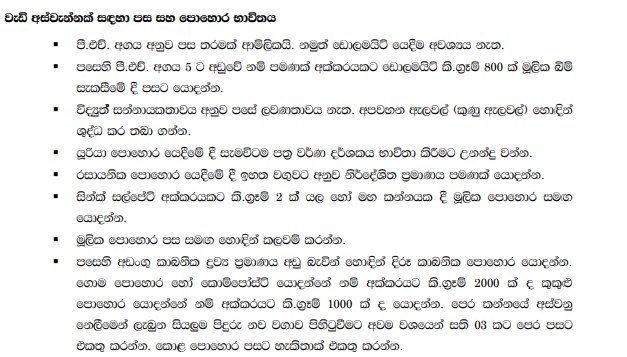 වැඩි අස්වැන්නක් සඳහා පස සහ පොහොර භාවිතය
▪ පී.එච්. අගය අනුව පස තරමක් ආම්ලිකයි. නමුත් ඩොලමයිට් යෙදීම අවශ්‍යය නැත.
▪ පසෙහි පී.එච්. අගය 5 ට අඩුවේ නම් පමණක් අක්කරයකට ඩොලමයිට් කි.ග්‍රෑම් 800 ක් මූලික බිම්
සැකසීමේ දී පසට යොදන්න.
▪ විද්‍යුත් සන්නායකතාවය අනුව පසේ ලවණතාවය නැත. අපවහන ඇලවල් (කුණු ඇලවල්) හොඳින්
ශුද්ධ කර තබා ගන්න.
▪ යූරියා පොහොර යෙදීමේ දී සැමවිටම පත්‍ර වර්ණ දර්ශකය භාවිතා කිරීමට උනන්දු වන්න.
▪ රසායනික පොහොර යෙදීමේ දී ඉහත වගුවට අනුව නිර්දේශිත ප්‍රමාණය පමණක් යොදන්න.
▪ සින්ක් සල්ෆේට් අක්කරයකට කි.ග්‍රෑම් 2 ක් යල හෝ මහ කන්නයක දී මූලික පොහොර සමඟ
යොදන්න.
▪ මූලික පොහොර පස සමඟ හොඳින් කලවම් කරන්න.
▪ පසෙහි අඩංගු කාබනික ද්‍රව්‍ය ප්‍රමාණය අඩු බැවින් හොඳින් දිරූ කාබනික පොහොර යොදන්න.
ගොම පොහොර හෝ කොම්පෝස්ට් යොදන්නේ නම් අක්කරයකට කි.ග්‍රෑම් 2000 ක් ද කුකුළු
පොහොර යොදන්නේ නම් අක්කරයකට කි.ග්‍රෑම් 1000 ක් ද යොදන්න. පෙර කන්නයේ අස්වනු
නෙලීමෙන් ලැබුන සියලුම පිදුරු නව වගාව පිහිටුවීමට අවම වශයෙන් සති 03 කට පෙර පසට
එකතු කරන්න. කොළ පොහොර පසට හැකිතාක් එකතු කරන්න.